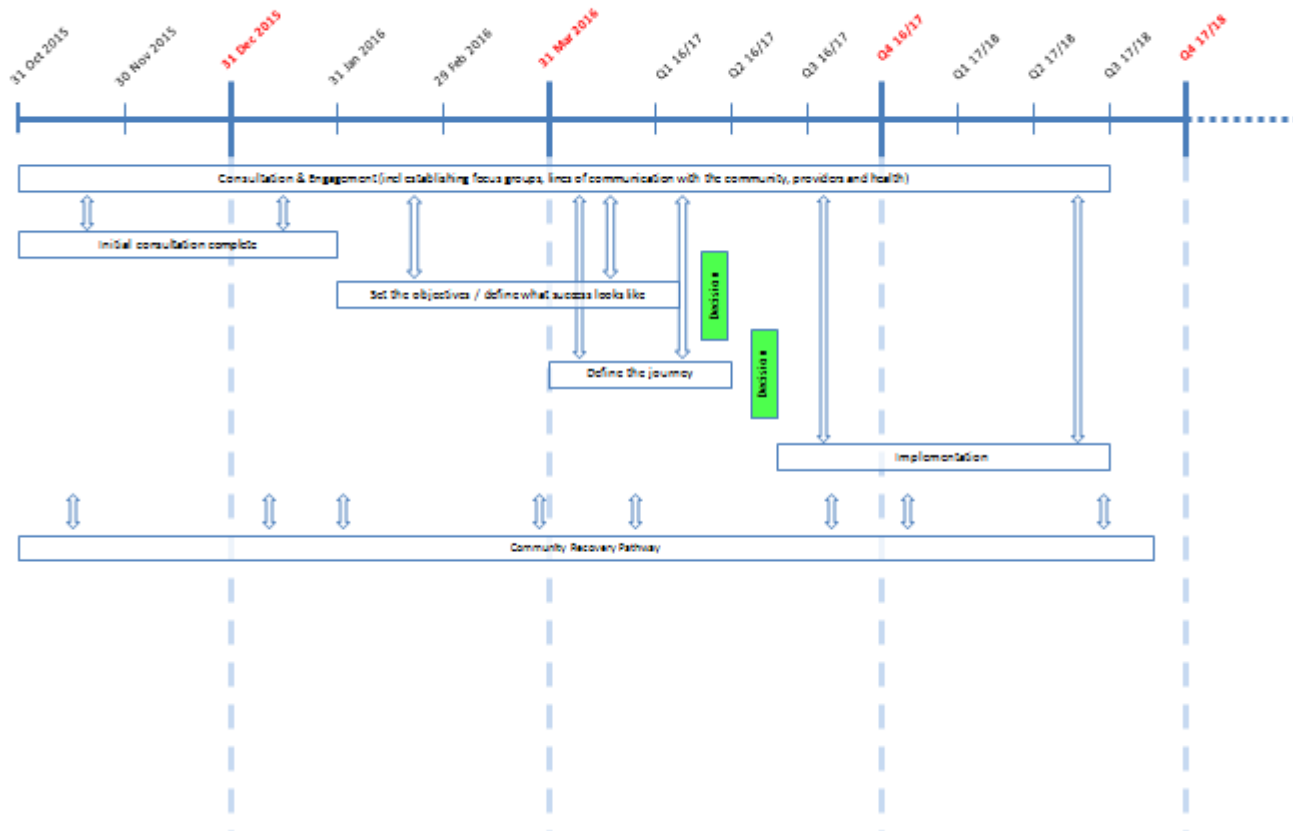 31 Oct 2015
30 Nov 2015
31 Dec 2015
31 Jan 2016
29 Feb 2016
31 Mar 2016
Q1 16/17
Q2 16/17
Q3 16/17
Q4 16/17
Q1 17/18
Q2 17/18
Q3 17/18
Q4 17/18
Consultation & Engagement (incl establishing focus groups, lines of communication with the community, providers and health)
Initial consultation complete
Set the objectives / define what success looks like
Decision
Define the journey
Decision
Implementation
Community Recovery Pathway